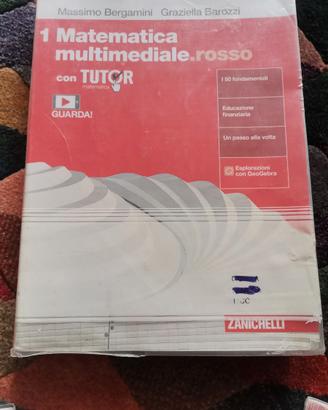 Massimo Bergamini Graziella Barozzi
1 Matematica
multimediale.rosso
con TUTOR
matematica
GUARDA!
I 50 fondamentali
Educazione
finanziaria
Un passo alla volta
Esplorazioni
con GeoGebra
ZANICHELLI